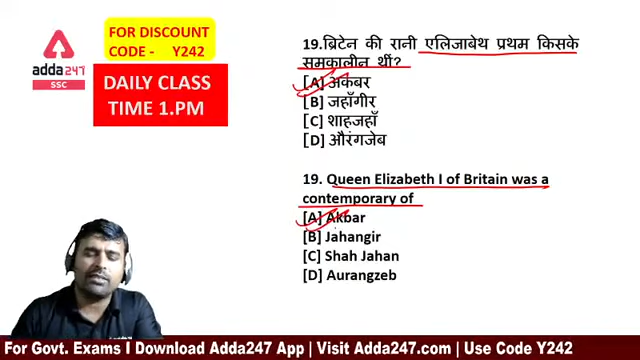 FOR DISCOUNT
CODE - Y242
adda247
SSC
DAILY CLASS
TIME 1.PM
19.ब्रिटेन की रानी एलिजाबेथ प्रथम किसके
समकालीन थीं?
[A] अकबर
[B] जहाँगीर
[C] शाहजहाँ
[D] औरंगजेब
19. Queen Elizabeth I of Britain was a
contemporary of
[A] Akbar
[B] Jahangir
[C] Shah Jahan
[D] Aurangzeb
For Govt. Exams I Download Adda247 App | Visit Adda247.com | Use Code Y242